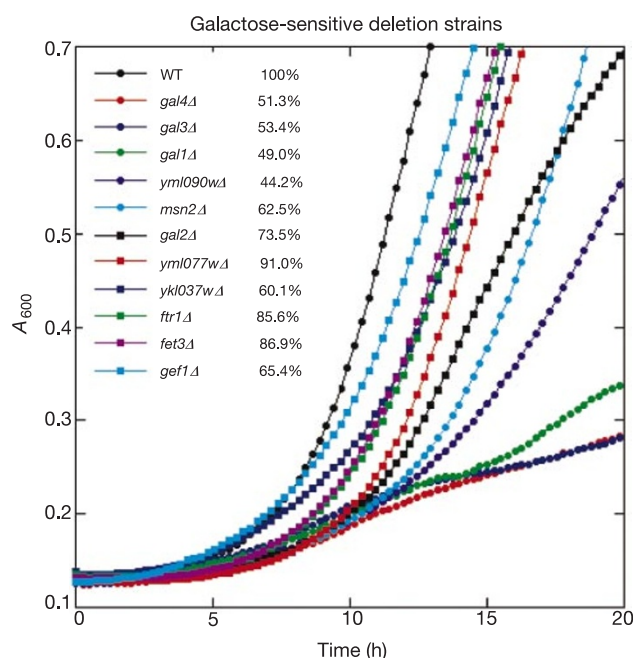 Galactose-sensitive deletion strains
0.7
0.6
0.5
0.4
0.3
0.2
0.1
A600
WT 100%
gal4Δ 51.3%
gal3Δ 53.4%
gal1Δ 49.0%
yml090wΔ 44.2%
msn2Δ 62.5%
gal2Δ 73.5%
yml077wΔ 91.0%
ykl037wΔ 60.1%
ftr1Δ 85.6%
fet3Δ 86.9%
gef1Δ 65.4%
0 5 10 15 20
Time (h)